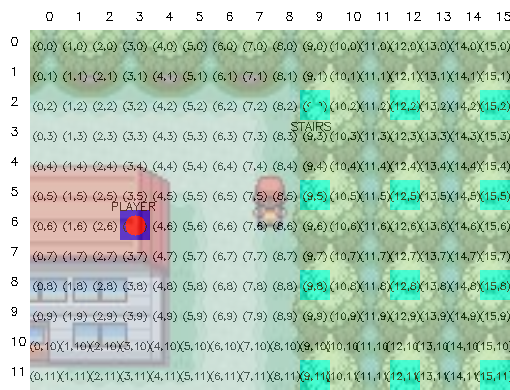 0 1 2 3 4 5 6 7 8 9 10 11 12 13 14 15
0 (0,0) (1,0) (2,0) (3,0) (4,0) (5,0) (6,0) (7,0) (8,0) (9,0) (10,0) (11,0) (12,0) (13,0) (14,0) (15,0)
1 (0,1) (1,1) (2,1) (3,1) (4,1) (5,1) (6,1) (7,1) (8,1) (9,1) (10,1) (11,1) (12,1) (13,1) (14,1) (15,1)
2 (0,2) (1,2) (2,2) (3,2) (4,2) (5,2) (6,2) (7,2) (8,2) (9,2) (10,2) (11,2) (12,2) (13,2) (14,2) (15,2)
STAIRS
3 (0,3) (1,3) (2,3) (3,3) (4,3) (5,3) (6,3) (7,3) (8,3) (9,3) (10,3) (11,3) (12,3) (13,3) (14,3) (15,3)
4 (0,4) (1,4) (2,4) (3,4) (4,4) (5,4) (6,4) (7,4) (8,4) (9,4) (10,4) (11,4) (12,4) (13,4) (14,4) (15,4)
5 (0,5) (1,5) (2,5) (3,5) (4,5) (5,5) (6,5) (7,5) (8,5) (9,5) (10,5) (11,5) (12,5) (13,5) (14,5) (15,5)
PLAYER
6 (0,6) (1,6) (2,6) (4,6) (5,6) (6,6) (7,6) (8,6) (9,6) (10,6) (11,6) (12,6) (13,6) (14,6) (15,6)
7 (0,7) (1,7) (2,7) (3,7) (4,7) (5,7) (6,7) (7,7) (8,7) (9,7) (10,7) (11,7) (12,7) (13,7) (14,7) (15,7)
8 (0,8) (1,8) (2,8) (3,8) (4,8) (5,8) (6,8) (7,8) (8,8) (9,8) (10,8) (11,8) (12,8) (13,8) (14,8) (15,8)
9 (0,9) (1,9) (2,9) (3,9) (4,9) (5,9) (6,9) (7,9) (8,9) (9,9) (10,9) (11,9) (12,9) (13,9) (14,9) (15,9)
10 (0,10) (1,10) (2,10) (3,10) (4,10) (5,10) (6,10) (7,10) (8,10) (9,10) (10,10) (11,10) (12,10) (13,10) (14,10) (15,10)
11 (0,11) (1,11) (2,11) (3,11) (4,11) (5,11) (6,11) (7,11) (8,11) (9,11) (10,11) (11,11) (12,11) (13,11) (14,11) (15,11)